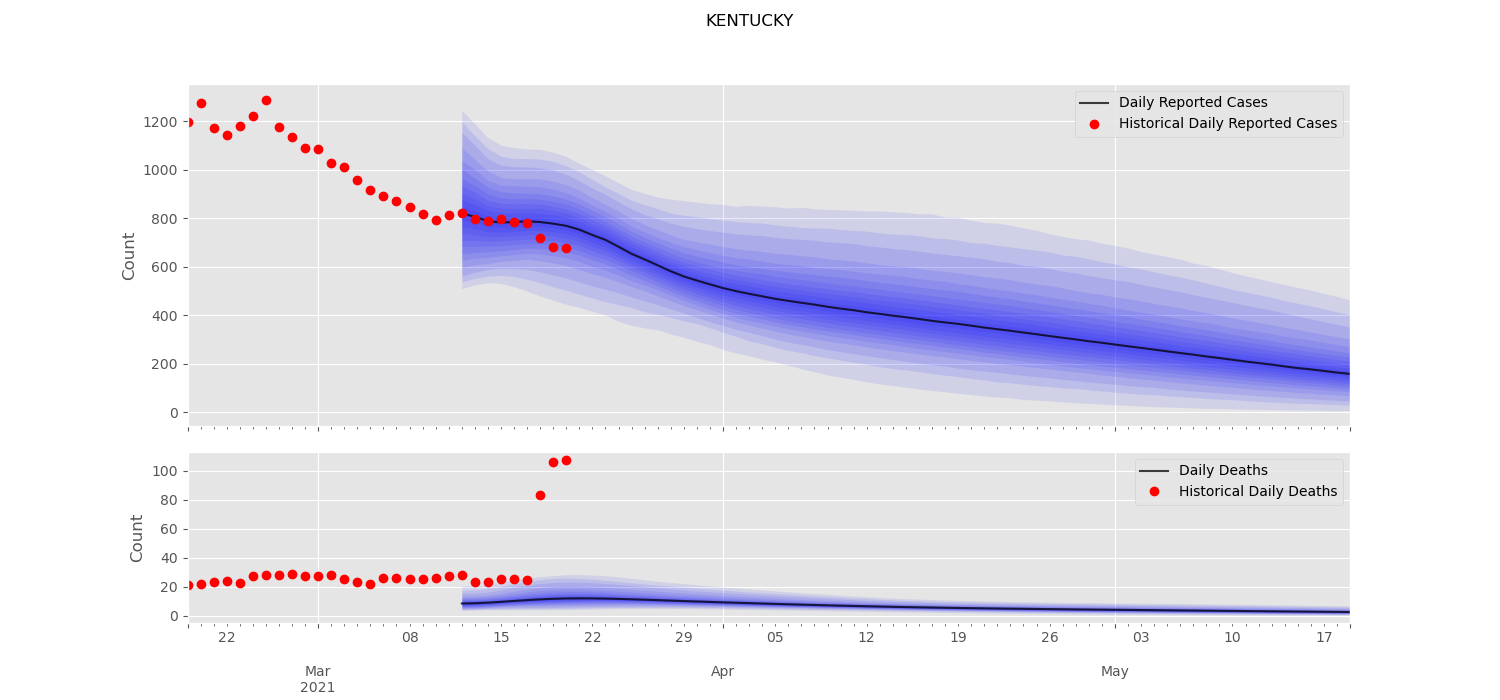 KENTUCKY
Daily Reported Cases
Historical Daily Reported Cases
1200
1000
800
600
400
200
0
Count
Daily Deaths
Historical Daily Deaths
100
80
60
40
20
0
Count
22 08 15 22 29 05 12 19 26 03 10 17
Mar Apr May
2021